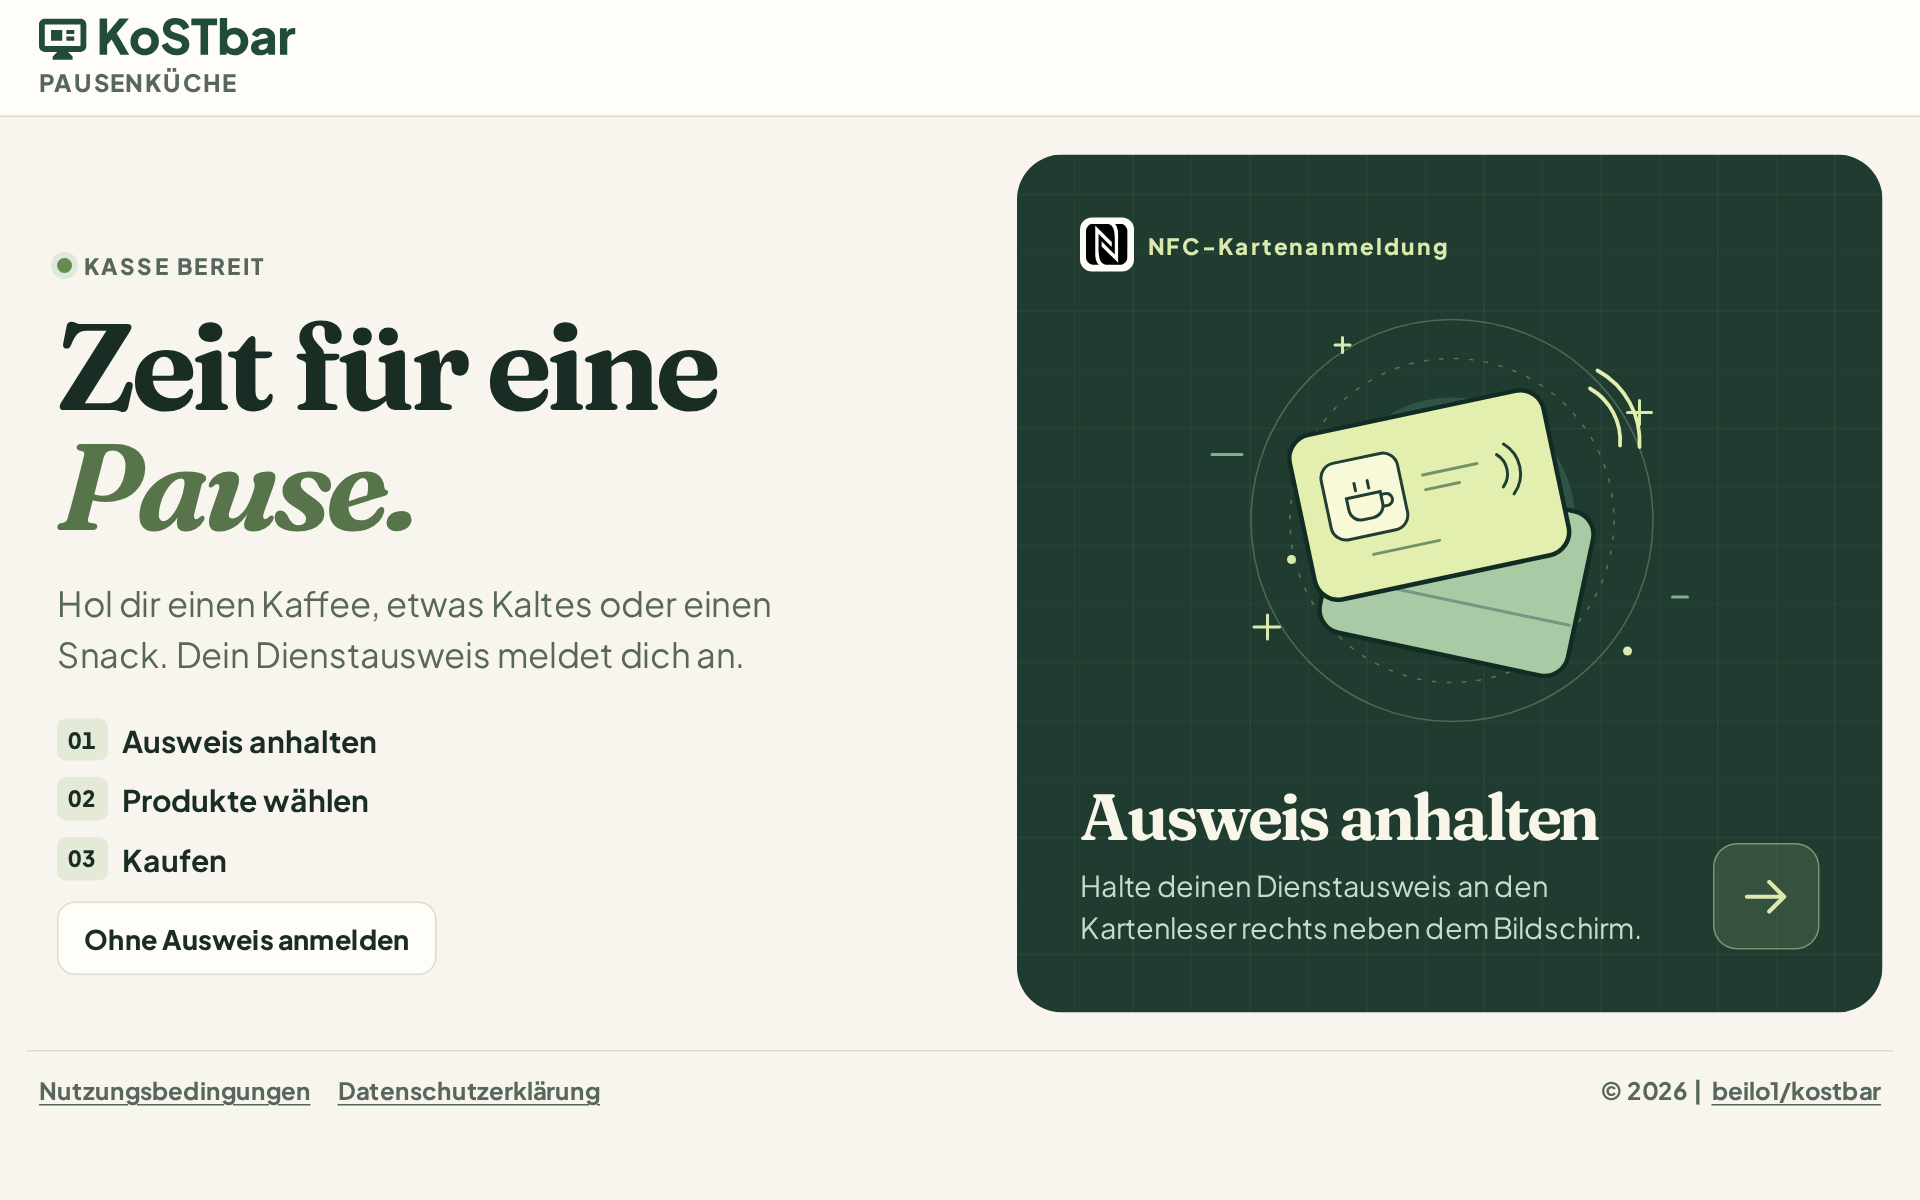 KoSTbar
PAUSENKÜCHE
KASSE BEREIT
Zeit für eine
Pause.
Hol dir einen Kaffee, etwas Kaltes oder einen
Snack. Dein Dienstausweis meldet dich an.
01 Ausweis anhalten
02 Produkte wählen
03 Kaufen
Ohne Ausweis anmelden
NFC-Kartenanmeldung
Ausweis anhalten
Halte deinen Dienstausweis an den
Kartenleser rechts neben dem Bildschirm.
Nutzungsbedingungen Datenschutzerklärung
© 2026 | beilo1/kostbar